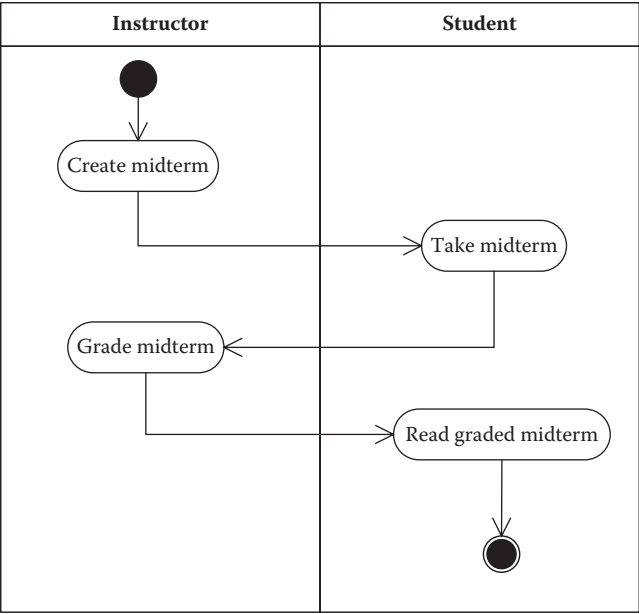 Instructor
Student
Create midterm
Take midterm
Grade midterm
Read graded midterm